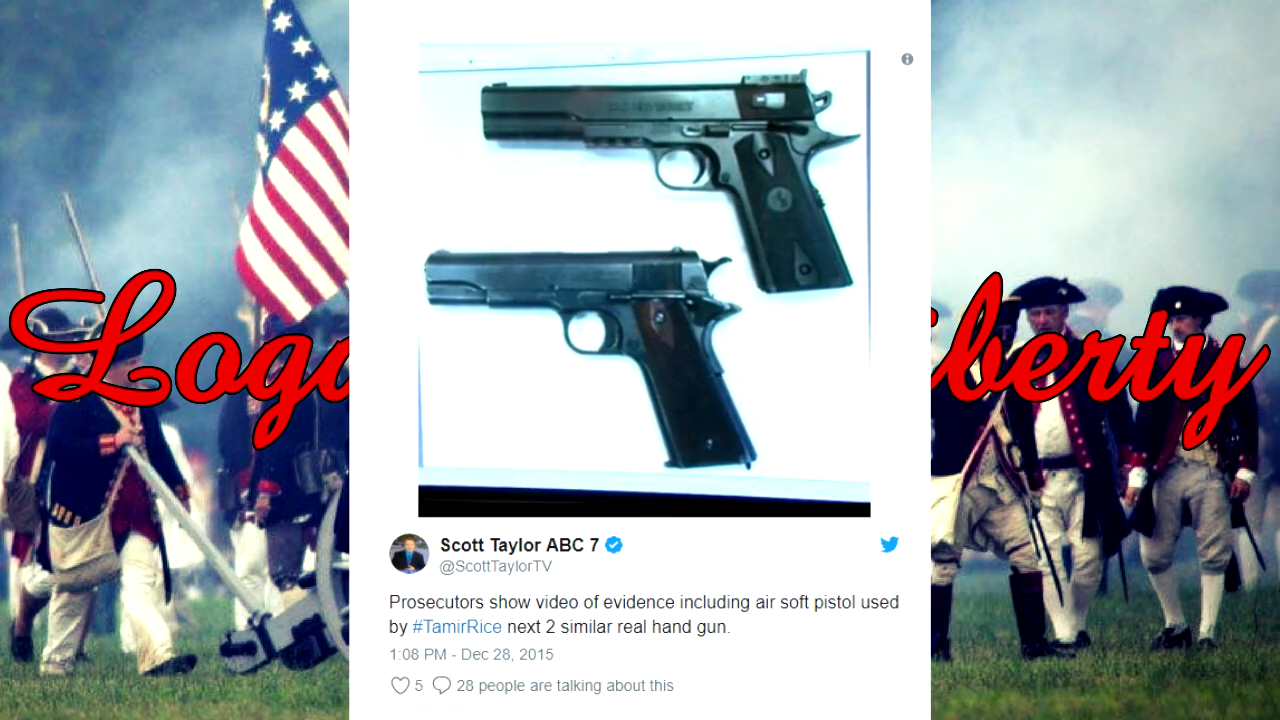 Loga
berty
Scott Taylor ABC 7
@ScottTaylorTV
Prosecutors show video of evidence including air soft pistol used
by #TamirRice next 2 similar real hand gun.
1:08 PM - Dec 28, 2015
5 28 people are talking about this